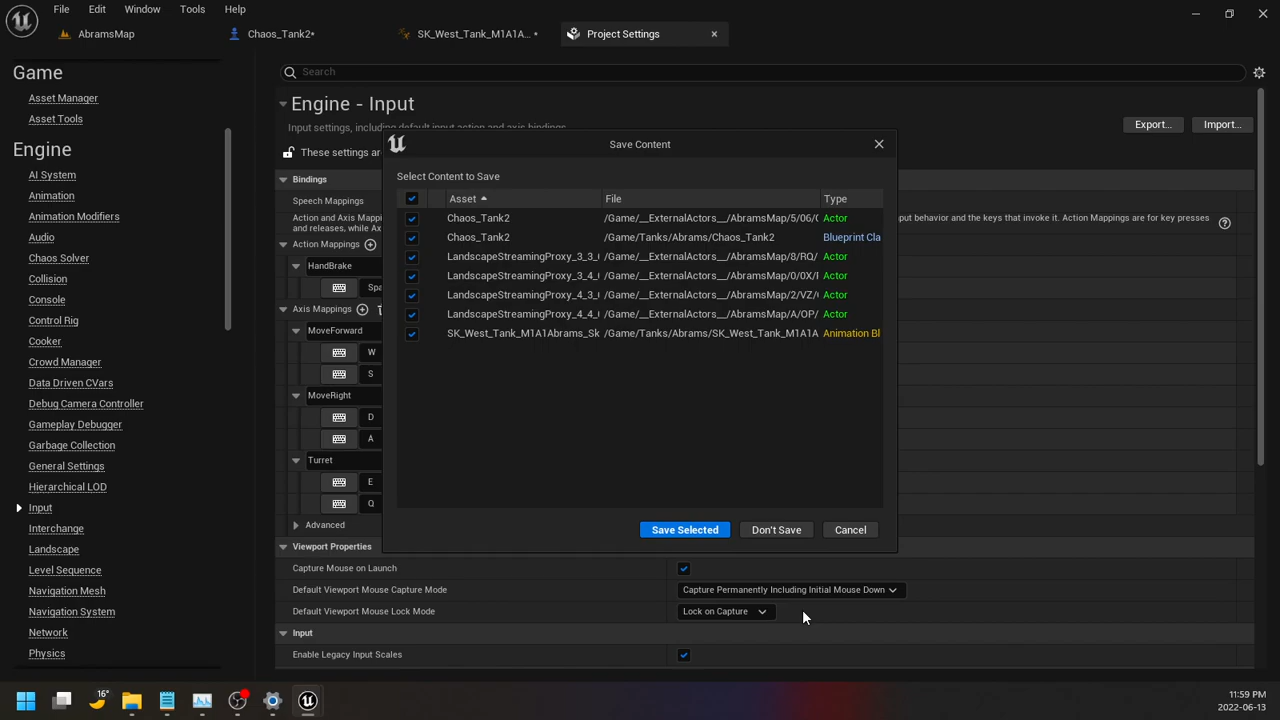 File Edit Window Tools Help
AbramsMap
Chaos_Tank2*
SK_West_Tank_M1A1A... *
Project Settings
Game
Asset Manager
Asset Tools
Engine
AI System
Animation
Animation Modifiers
Audio
Chaos Solver
Collision
Console
Control Rig
Cooker
Crowd Manager
Data Driven CVars
Debug Camera Controller
Gameplay Debugger
Garbage Collection
General Settings
Hierarchical LOD
Input
Interchange
Landscape
Level Sequence
Navigation Mesh
Navigation System
Network
Physics
Search
Engine - Input
Input settings, including default input action and axis bindings.
Export... Import...
These settings are
Bindings
Speech Mappings
Action and Axis Mappi
and releases, while Ax
put behavior and the keys that invoke it. Action Mappings are for key presses
Action Mappings
HandBrake
Spa
Axis Mappings
MoveForward
W
S
MoveRight
D
A
Turret
E
Q
Advanced
Viewport Properties
Capture Mouse on Launch
Default Viewport Mouse Capture Mode
Capture Permanently Including Initial Mouse Down
Default Viewport Mouse Lock Mode
Lock on Capture
Input
Enable Legacy Input Scales
Save Content
Select Content to Save
Asset File Type
Chaos_Tank2 /Game/__ExternalActors__/AbramsMap/5/06/ Actor
Chaos_Tank2 /Game/Tanks/Abrams/Chaos_Tank2 Blueprint Cla
LandscapeStreamingProxy_3_3_ /Game/__ExternalActors__/AbramsMap/8/RQ/ Actor
LandscapeStreamingProxy_3_4_ /Game/__ExternalActors__/AbramsMap/0/0X/ Actor
LandscapeStreamingProxy_4_3_ /Game/__ExternalActors__/AbramsMap/2/VZ/ Actor
LandscapeStreamingProxy_4_4_ /Game/__ExternalActors__/AbramsMap/A/OP/ Actor
SK_West_Tank_M1A1Abrams_Sk /Game/Tanks/Abrams/SK_West_Tank_M1A1A Animation Bl
Save Selected Don't Save Cancel
16°
11:59 PM
2022-06-13